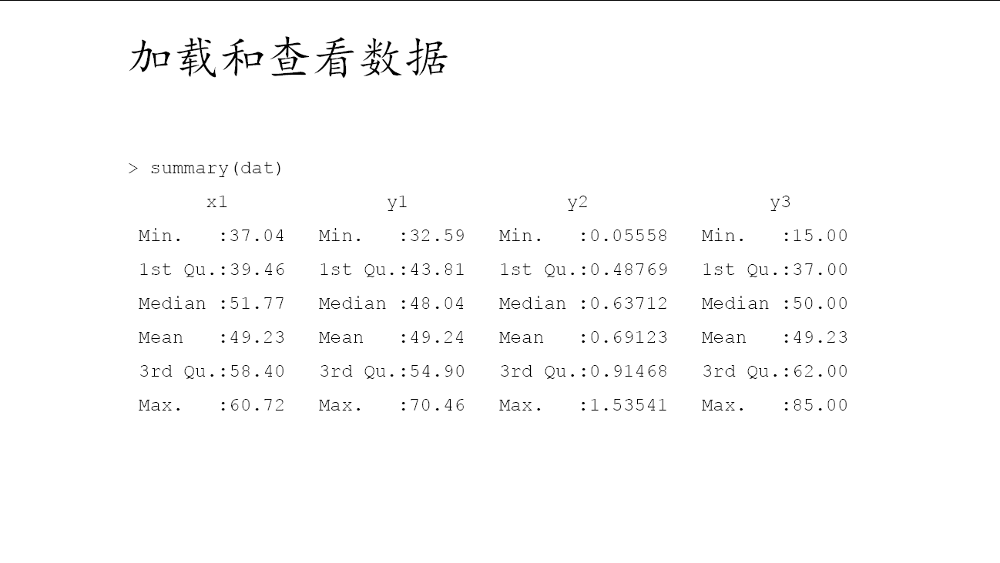 加载和查看数据
> summary(dat)
x1 y1 y2 y3
Min. :37.04 Min. :32.59 Min. :0.05558 Min. :15.00
1st Qu.:39.46 1st Qu.:43.81 1st Qu.:0.48769 1st Qu.:37.00
Median :51.77 Median :48.04 Median :0.63712 Median :50.00
Mean :49.23 Mean :49.24 Mean :0.69123 Mean :49.23
3rd Qu.:58.40 3rd Qu.:54.90 3rd Qu.:0.91468 3rd Qu.:62.00
Max. :60.72 Max. :70.46 Max. :1.53541 Max. :85.00